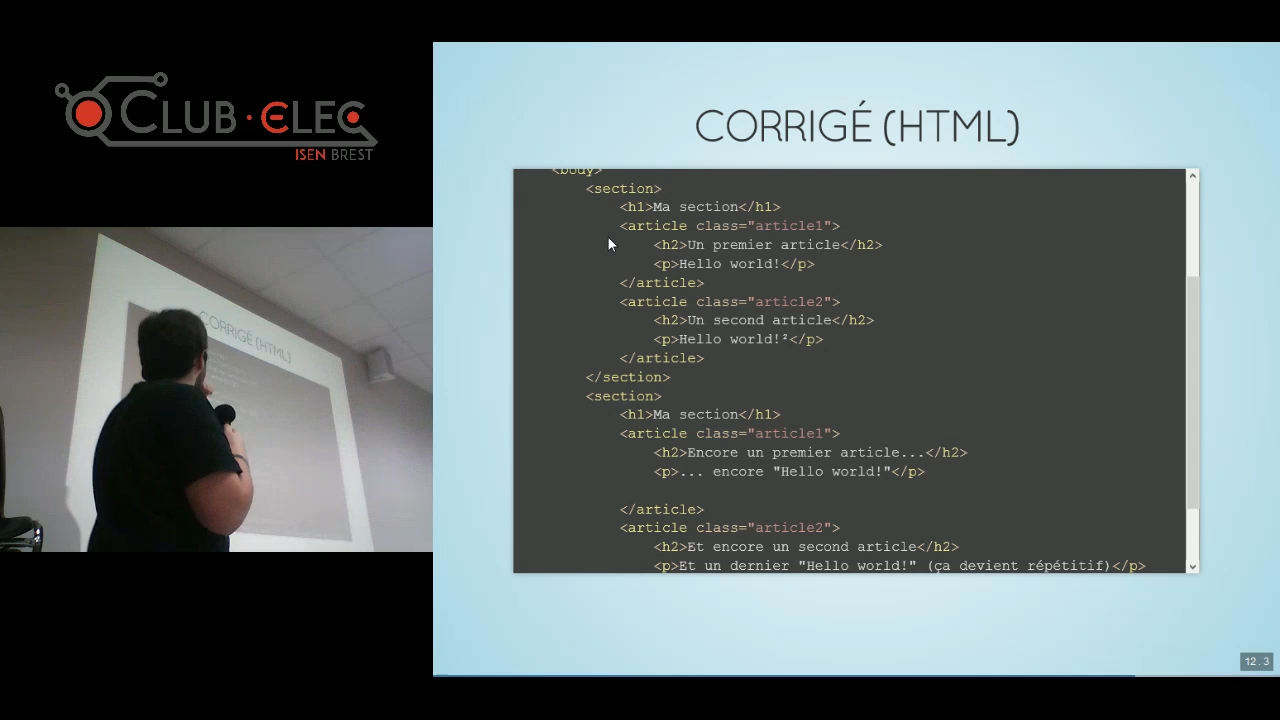 CLUB·ELEC
ISEN BREST
CORRIGÉ (HTML)
<body>
<section>
<h1>Ma section</h1>
<article class="article1">
<h2>Un premier article</h2>
<p>Hello world!</p>
</article>
<article class="article2">
<h2>Un second article</h2>
<p>Hello world!²</p>
</article>
</section>
<section>
<h1>Ma section</h1>
<article class="article1">
<h2>Encore un premier article...</h2>
<p>... encore "Hello world!"</p>
</article>
<article class="article2">
<h2>Et encore un second article</h2>
<p>Et un dernier "Hello world!" (ça devient répétitif)</p>
12.3
CORRIGÉ (HTML)